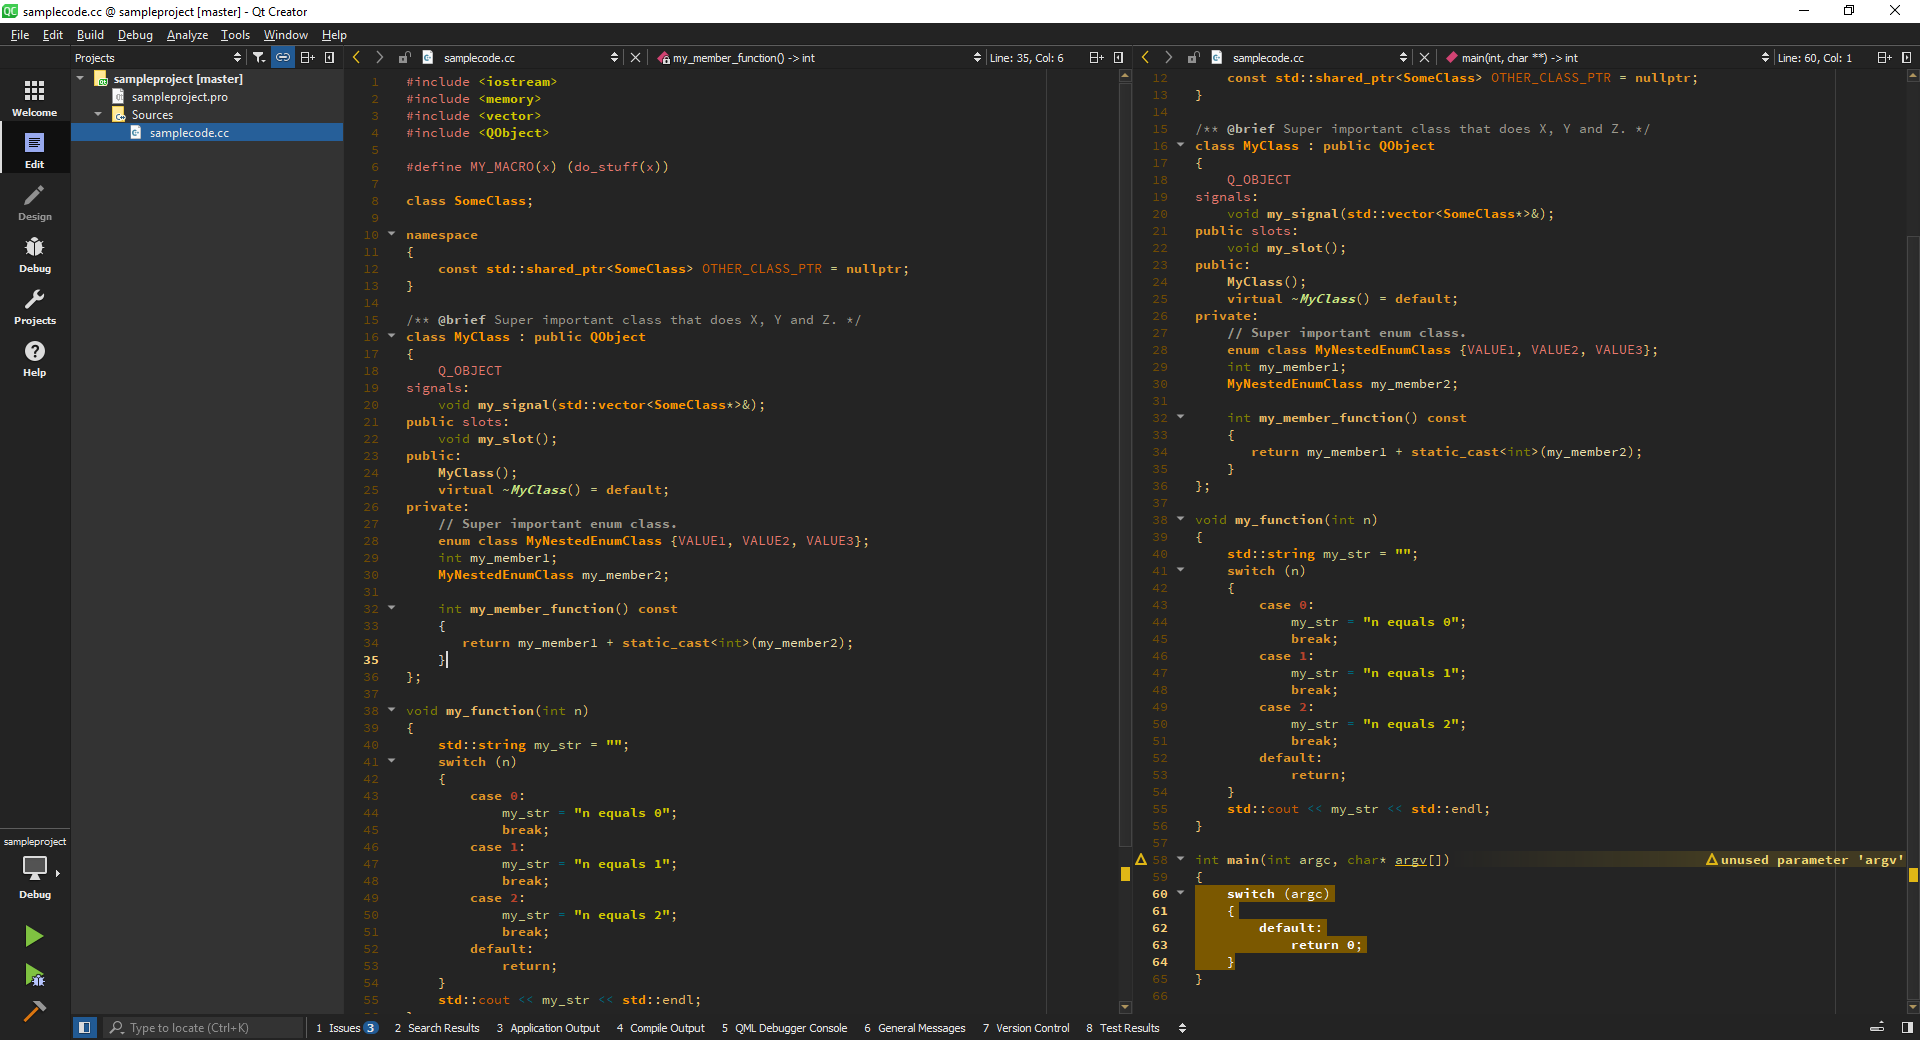 samplecode.cc @ sampleproject [master] - Qt Creator
File Edit Build Debug Analyze Tools Window Help
Projects
samplecode.cc
my_member_function() -> int
Line: 35, Col: 6
samplecode.cc
main(int, char **) -> int
Line: 60, Col: 1
Welcome
Edit
Design
Debug
Projects
Help
sampleproject
Debug
sampleproject [master]
sampleproject.pro
Sources
samplecode.cc
1 #include <iostream>
2 #include <memory>
3 #include <vector>
4 #include <QObject>
5
6 #define MY_MACRO(x) (do_stuff(x))
7
8 class SomeClass;
9
10 namespace
11 {
12 const std::shared_ptr<SomeClass> OTHER_CLASS_PTR = nullptr;
13 }
14
15 /** @brief Super important class that does X, Y and Z. */
16 class MyClass : public QObject
17 {
18 Q_OBJECT
19 signals:
20 void my_signal(std::vector<SomeClass*>&);
21 public slots:
22 void my_slot();
23 public:
24 MyClass();
25 virtual ~MyClass() = default;
26 private:
27 // Super important enum class.
28 enum class MyNestedEnumClass {VALUE1, VALUE2, VALUE3};
29 int my_member1;
30 MyNestedEnumClass my_member2;
31
32 int my_member_function() const
33 {
34 return my_member1 + static_cast<int>(my_member2);
35 }
36 };
37
38 void my_function(int n)
39 {
40 std::string my_str = "";
41 switch (n)
42 {
43 case 0:
44 my_str = "n equals 0";
45 break;
46 case 1:
47 my_str = "n equals 1";
48 break;
49 case 2:
50 my_str = "n equals 2";
51 break;
52 default:
53 return;
54 }
55 std::cout << my_str << std::endl;
12 const std::shared_ptr<SomeClass> OTHER_CLASS_PTR = nullptr;
13 }
14
15 /** @brief Super important class that does X, Y and Z. */
16 class MyClass : public QObject
17 {
18 Q_OBJECT
19 signals:
20 void my_signal(std::vector<SomeClass*>&);
21 public slots:
22 void my_slot();
23 public:
24 MyClass();
25 virtual ~MyClass() = default;
26 private:
27 // Super important enum class.
28 enum class MyNestedEnumClass {VALUE1, VALUE2, VALUE3};
29 int my_member1;
30 MyNestedEnumClass my_member2;
31
32 int my_member_function() const
33 {
34 return my_member1 + static_cast<int>(my_member2);
35 }
36 };
37
38 void my_function(int n)
39 {
40 std::string my_str = "";
41 switch (n)
42 {
43 case 0:
44 my_str = "n equals 0";
45 break;
46 case 1:
47 my_str = "n equals 1";
48 break;
49 case 2:
50 my_str = "n equals 2";
51 break;
52 default:
53 return;
54 }
55 std::cout << my_str << std::endl;
56 }
57
58 int main(int argc, char* argv[]) unused parameter 'argv'
59 {
60 switch (argc)
61 {
62 default:
63 return 0;
64 }
65 }
66
Type to locate (Ctrl+K) 1 Issues 3 2 Search Results 3 Application Output 4 Compile Output 5 QML Debugger Console 6 General Messages 7 Version Control 8 Test Results